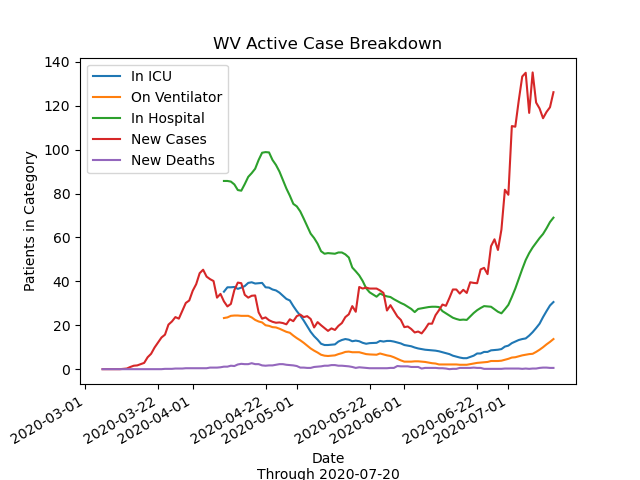 WV Active Case Breakdown
In ICU
On Ventilator
In Hospital
New Cases
New Deaths
Patients in Category
140
120
100
80
60
40
20
0
2020-03-01
2020-03-22
2020-04-01
2020-04-22
2020-05-01
2020-05-22
2020-06-01
2020-06-22
2020-07-01
Date
Through 2020-07-20